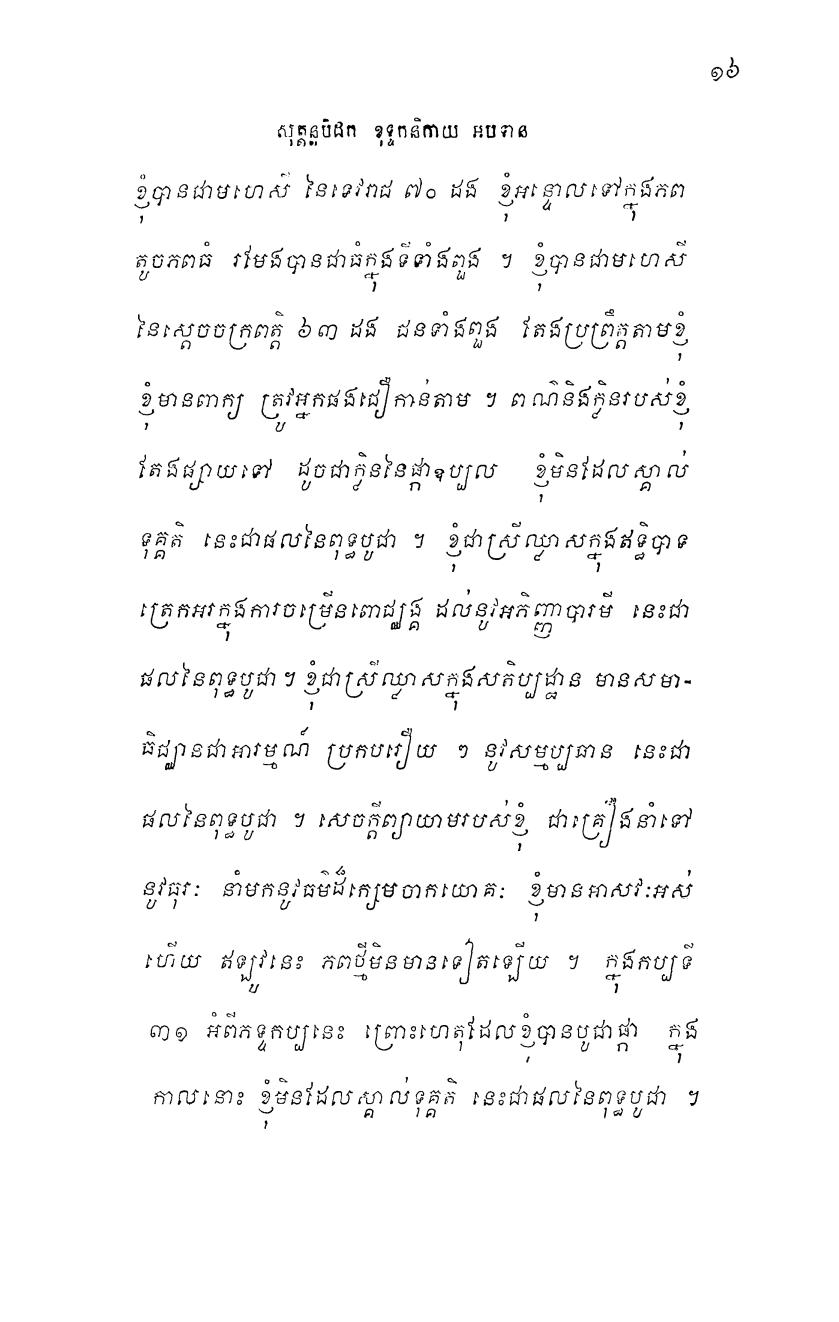 ១៦
សុត្តន្តបិដក ខុទ្ទកនិកាយ អបទាន
ខ្ញុំបានជាមហេសី នៃទេវរាជ ៧០ ដង ខ្ញុំអន្ទោលទៅក្នុងភព
តូចភពធំ រមែងបានជាធំក្នុងទីទាំងពួង ។ ខ្ញុំបានជាមហេសី
នៃស្តេចចក្រពត្តិ ៦៣ ដង ជនទាំងពួង តែងប្រព្រឹត្តតាមខ្ញុំ
ខ្ញុំមានពាក្យ ត្រូវអ្នកផងជឿកាន់តាម ។ ពណ៌និងក្លិនរបស់ខ្ញុំ
តែងផ្សាយទៅ ដូចជាក្លិននៃផ្កាឧប្បល ខ្ញុំមិនដែលស្គាល់
ទុគ្គតិ នេះជាផលនៃពុទ្ធបូជា ។ ខ្ញុំជាស្រីឈ្លាសក្នុងឥទ្ធិបាទ
ត្រេកអរក្នុងការចម្រើនពោជ្ឈង្គ ដល់នូវអភិញ្ញាបារមី នេះជា
ផលនៃពុទ្ធបូជា ។ ខ្ញុំជាស្រីឈ្លាសក្នុងសតិប្បដ្ឋាន មានសមា-
ធិជ្ឈានជាអារម្មណ៍ ប្រកបរឿយ ៗ នូវសម្មប្បធាន នេះជា
ផលនៃពុទ្ធបូជា ។ សេចក្តីព្យាយាមរបស់ខ្ញុំ ជាគ្រឿងនាំទៅ
នូវធុរៈ នាំមកនូវធម៌ដ៏ក្សេមចាកយោគៈ ខ្ញុំមានអាសវៈអស់
ហើយ ឥឡូវនេះ ភពថ្មីមិនមានទៀតឡើយ ។ ក្នុងកប្បទី
៣១ អំពីភទ្ទកប្បនេះ ព្រោះហេតុដែលខ្ញុំបានបូជាផ្កា ក្នុង
កាលនោះ ខ្ញុំមិនដែលស្គាល់ទុគ្គតិ នេះជាផលនៃពុទ្ធបូជា ។